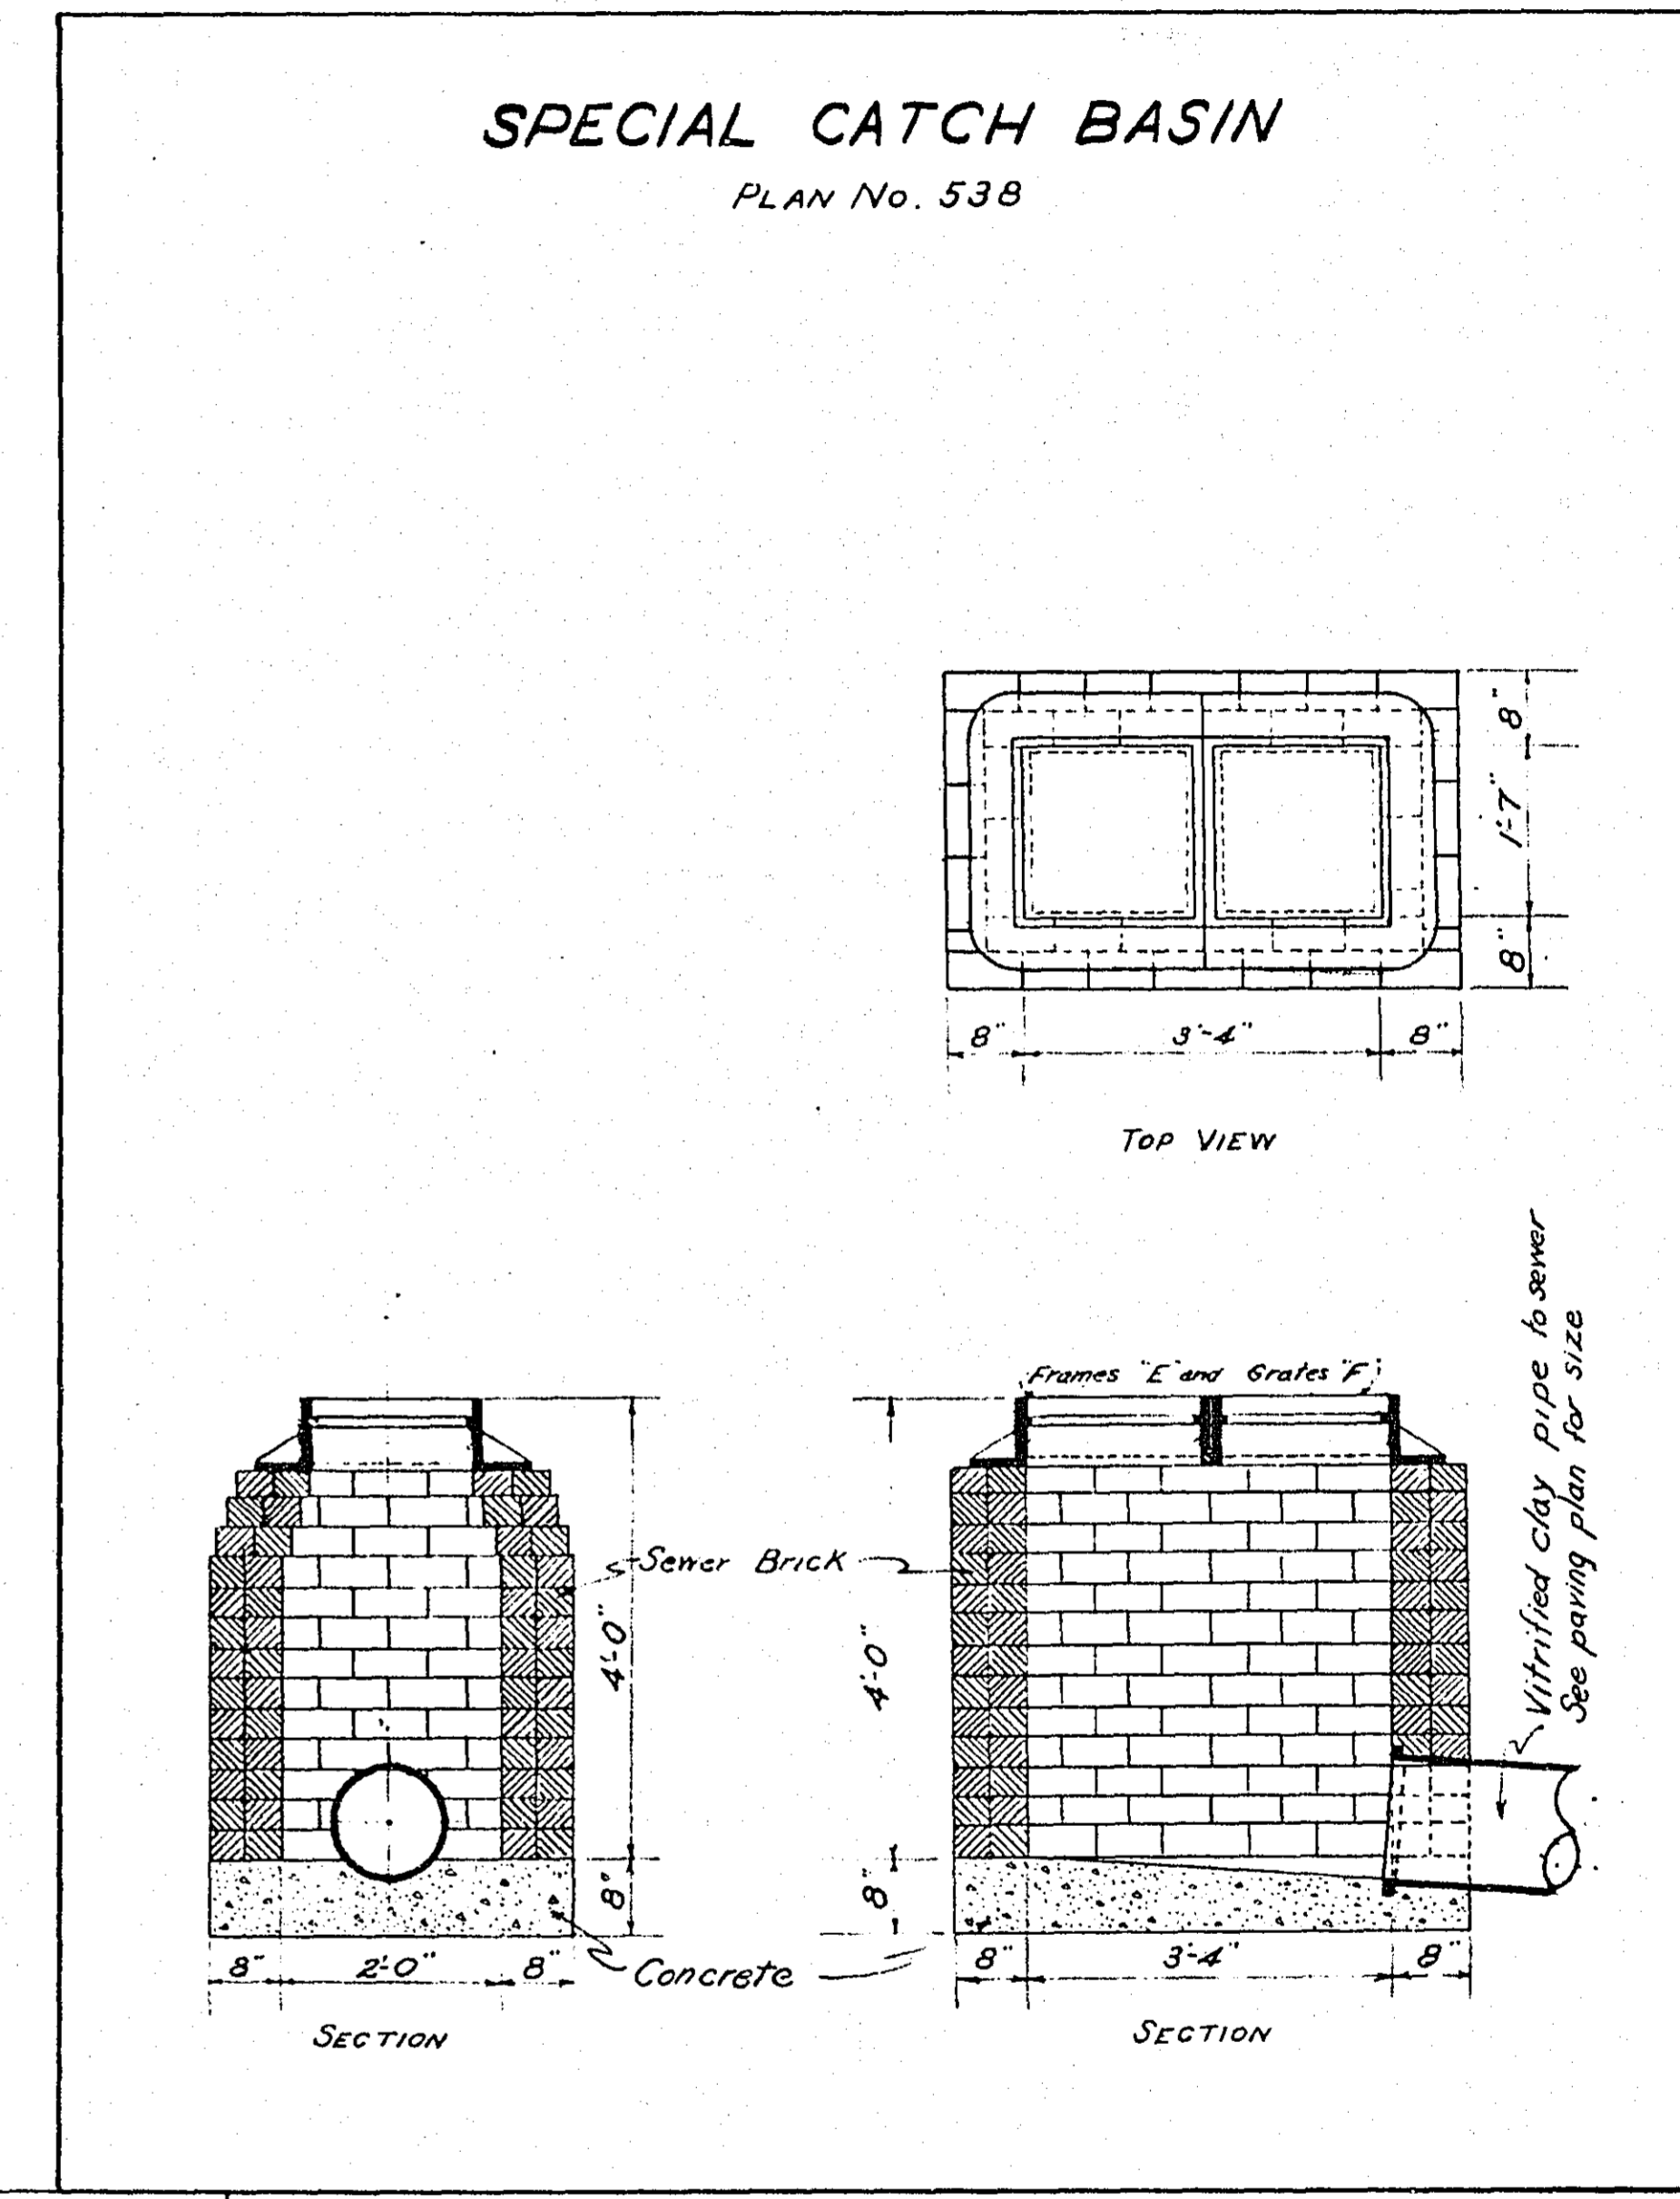 SPECIAL CATCH BASIN
PLAN No. 538
8"
1'-7"
8"
8" 3'-4" 8"
TOP VIEW
Vitrified clay pipe to sewer
See paving plan for size
Frames "E" and Grates "F"
Sewer Brick
4'-0"
4'-0"
8"
8"
8" 2'-0" 8"
Concrete
8" 3'-4" 8"
SECTION
SECTION